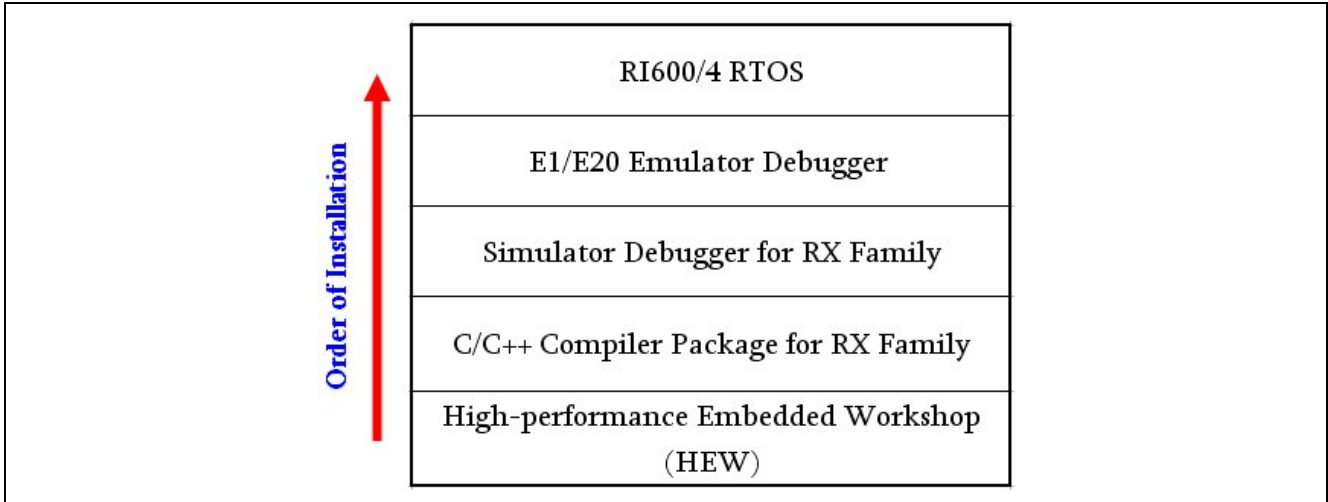 Order of Installation
RI600/4 RTOS
E1/E20 Emulator Debugger
Simulator Debugger for RX Family
C/C++ Compiler Package for RX Family
High-performance Embedded Workshop
(HEW)